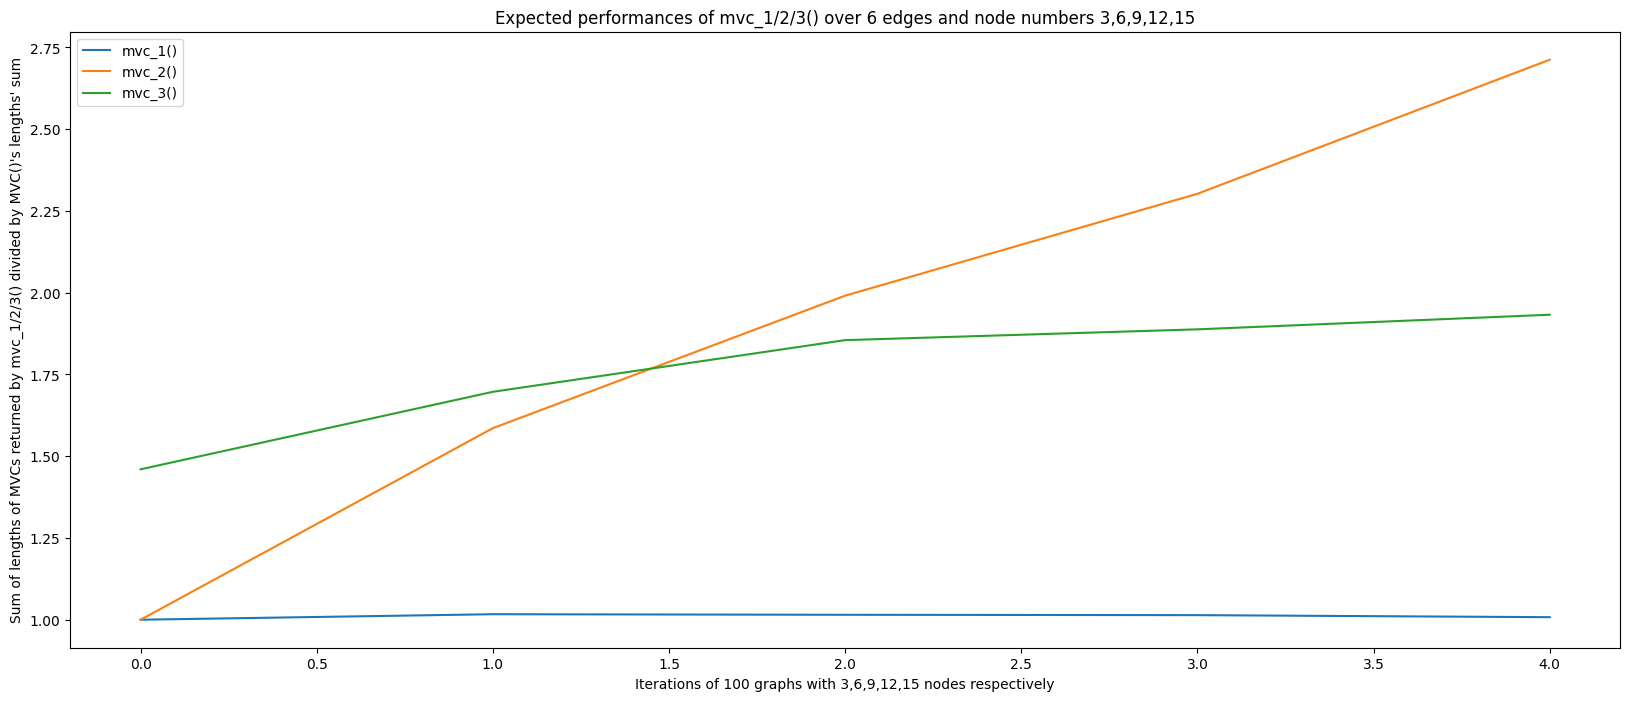 Expected performances of mvc_1/2/3() over 6 edges and node numbers 3,6,9,12,15
mvc_1()
mvc_2()
mvc_3()
Sum of lengths of MVCs returned by mvc_1/2/3() divided by MVC()'s lengths' sum
2.75
2.50
2.25
2.00
1.75
1.50
1.25
1.00
0.0 0.5 1.0 1.5 2.0 2.5 3.0 3.5 4.0
Iterations of 100 graphs with 3,6,9,12,15 nodes respectively